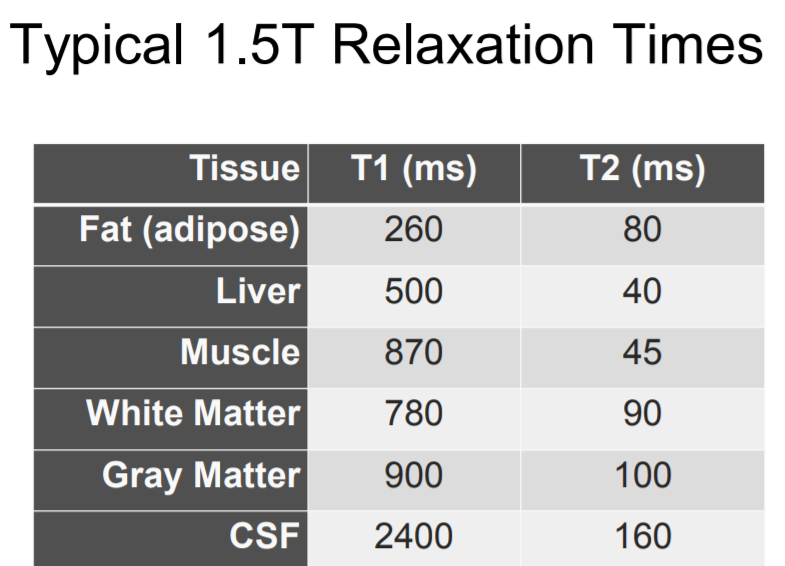 Typical 1.5T Relaxation Times
Tissue T1 (ms) T2 (ms)
Fat (adipose) 260 80
Liver 500 40
Muscle 870 45
White Matter 780 90
Gray Matter 900 100
CSF 2400 160